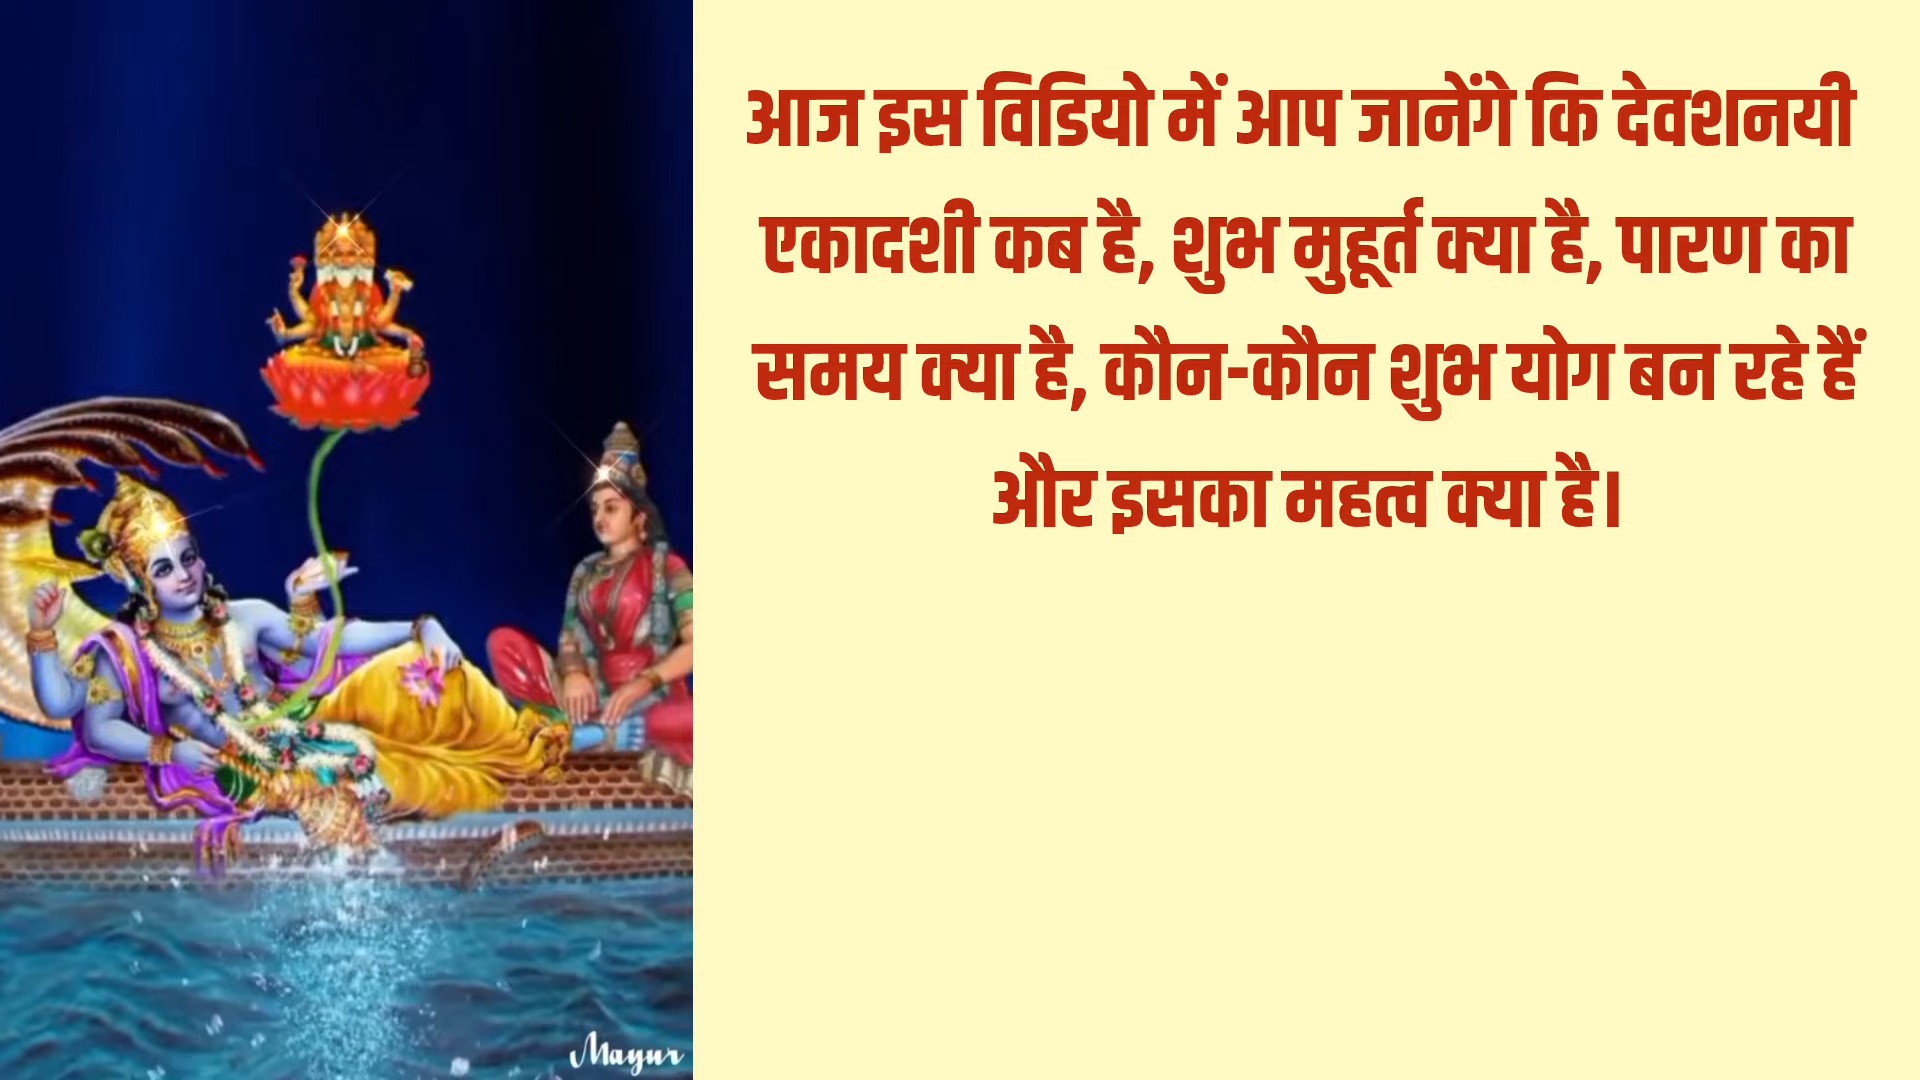 आज इस विडियो में आप जानेंगे कि देवशनयी
एकादशी कब है, शुभ मुहूर्त क्या है, पारण का
समय क्या है, कौन-कौन शुभ योग बन रहे हैं
और इसका महत्व क्या है।
Mayur